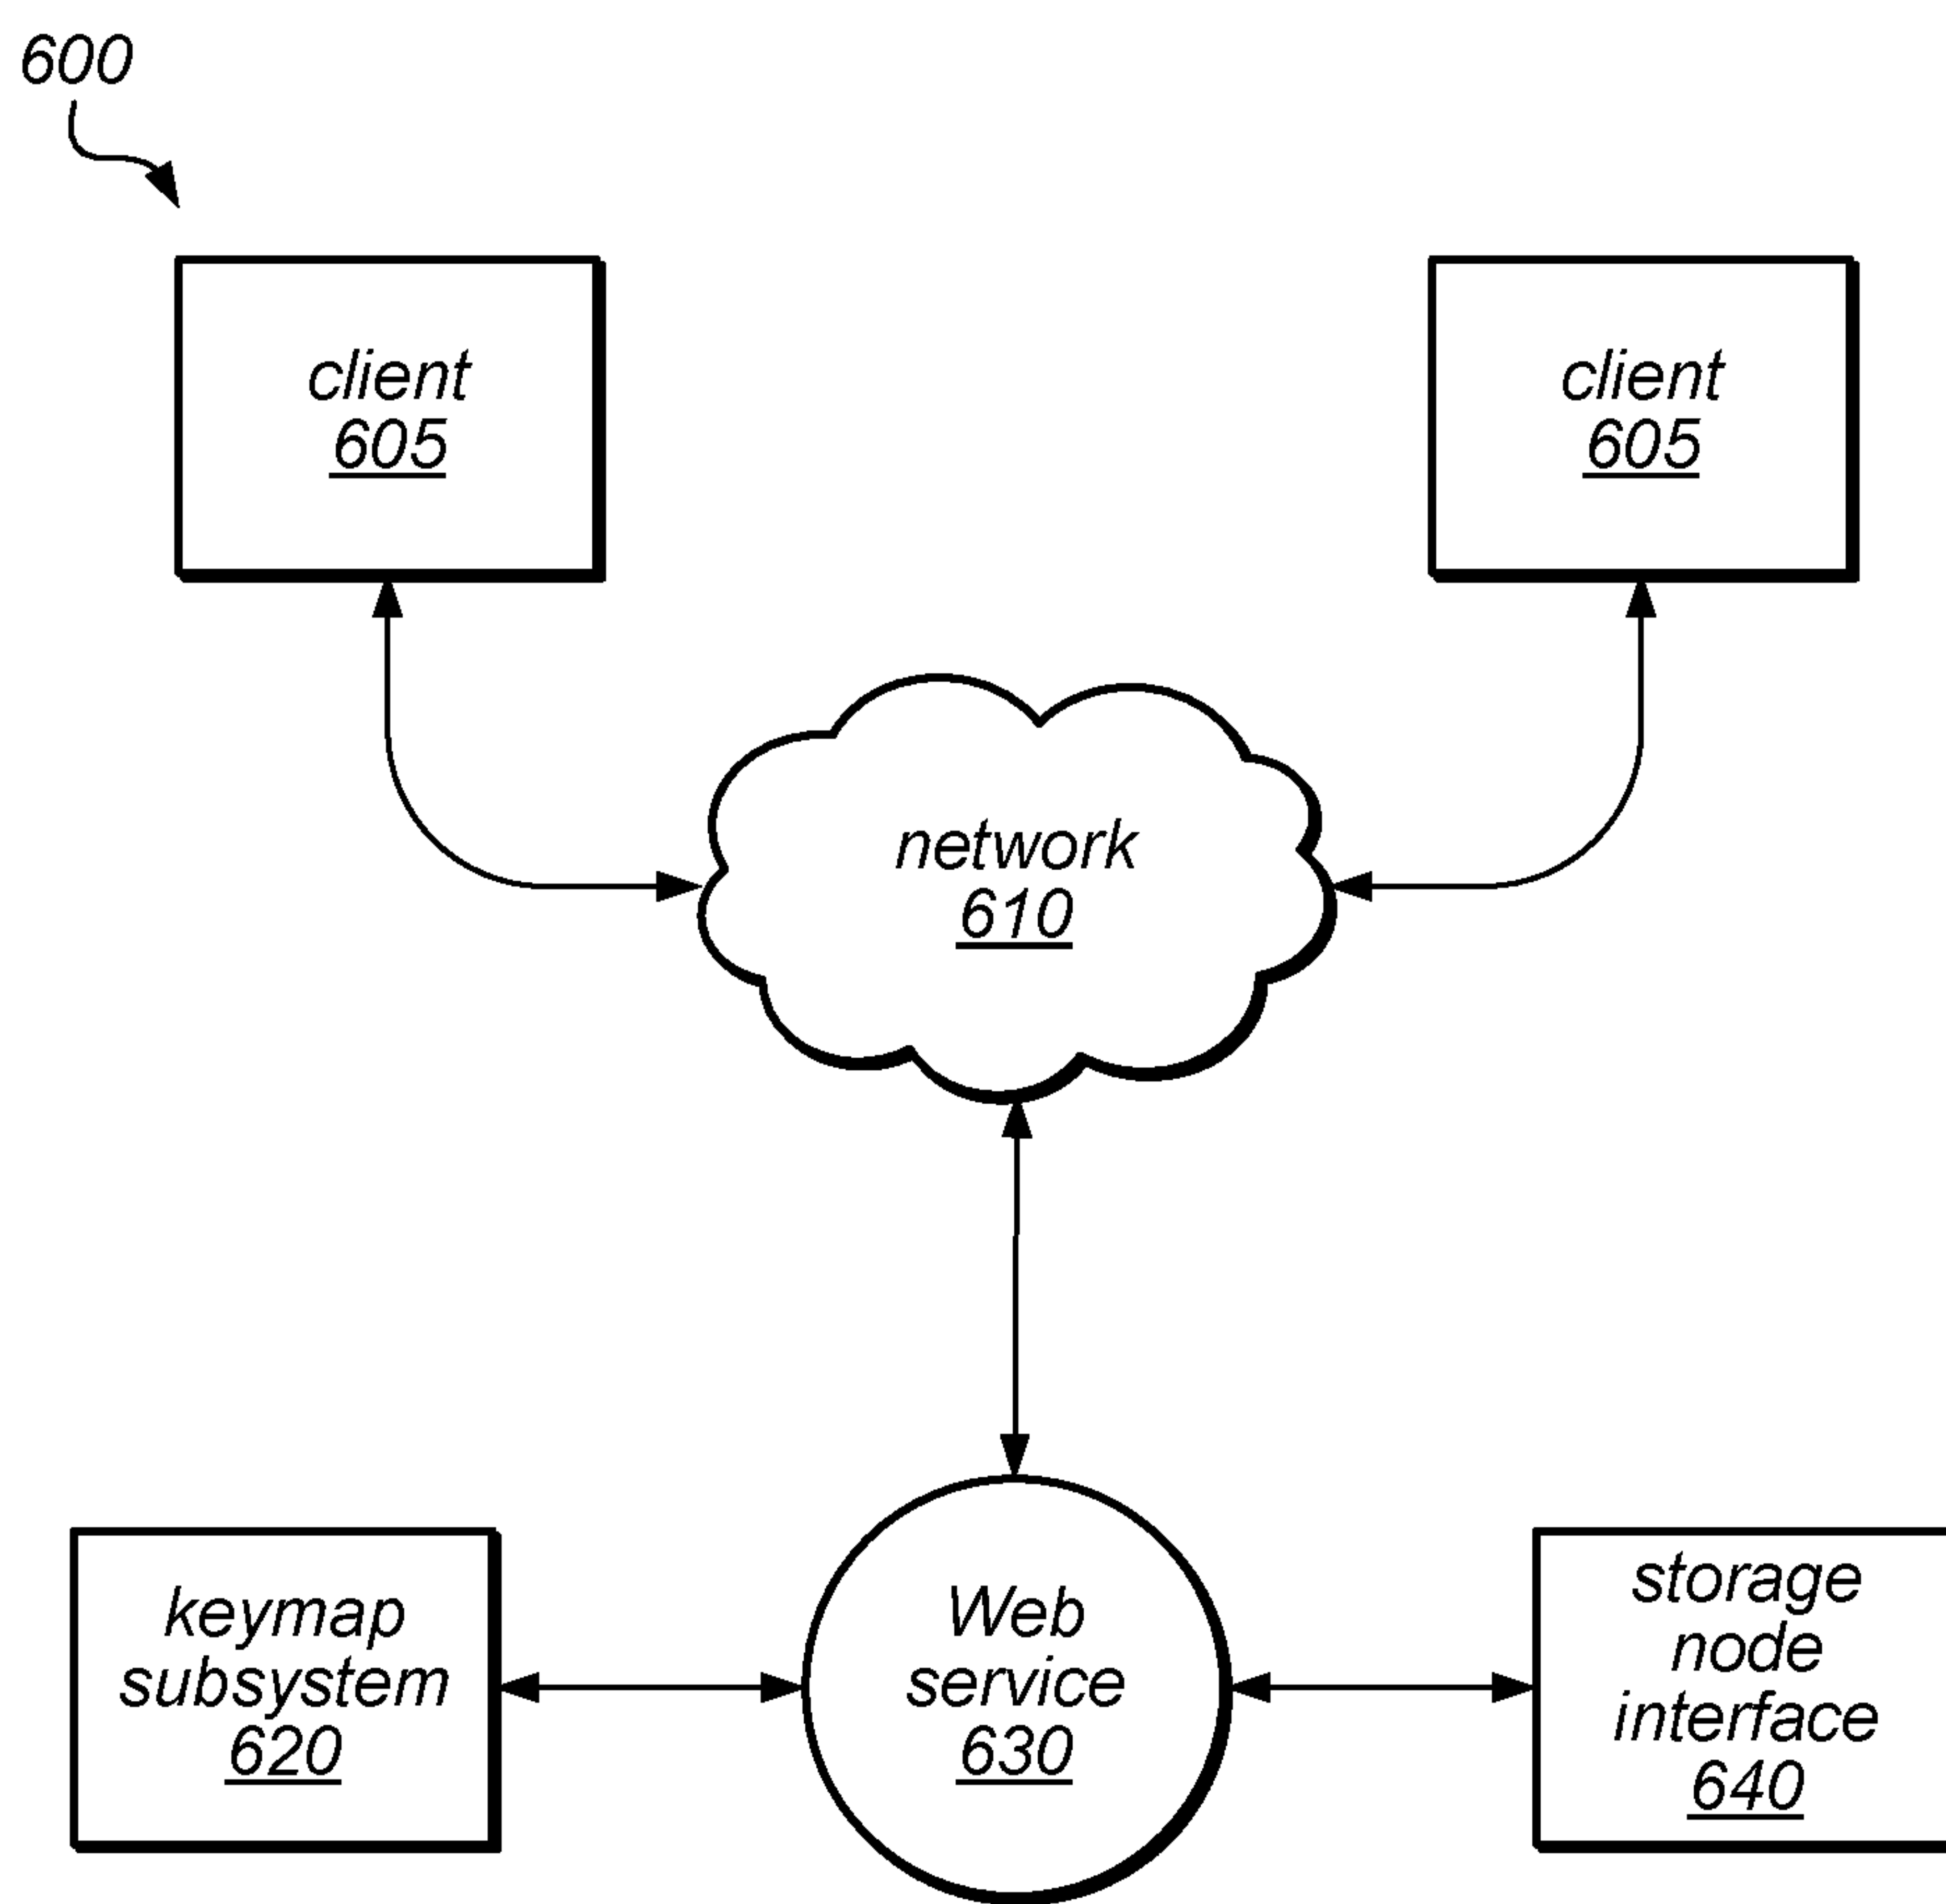 600
client
605
client
605
network
610
keymap
subsystem
620
Web
service
630
storage
node
interface
640